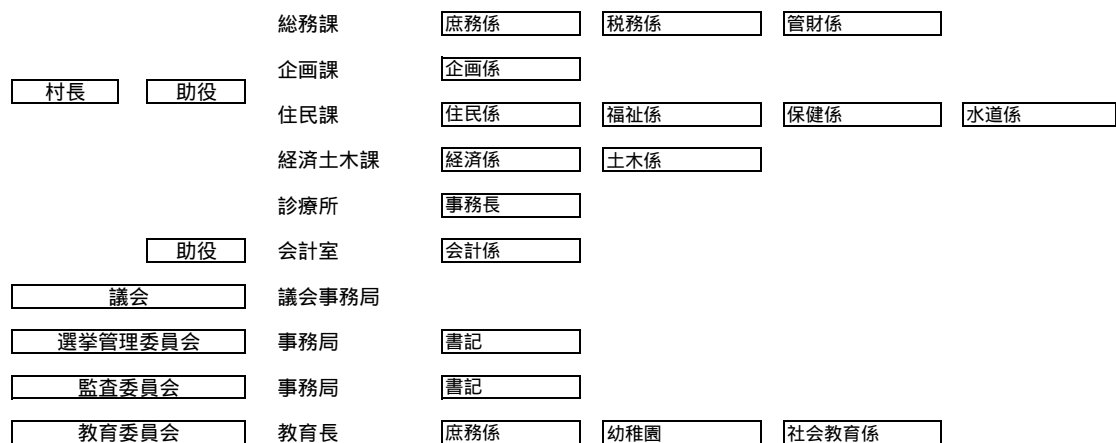 総務課 庶務係 税務係 管財係
企画課 企画係
村長 助役
住民課 住民係 福祉係 保健係 水道係
経済土木課 経済係 土木係
診療所 事務長
助役 会計室 会計係
議会 議会事務局
選挙管理委員会 事務局 書記
監査委員会 事務局 書記
教育委員会 教育長 庶務係 幼稚園 社会教育係